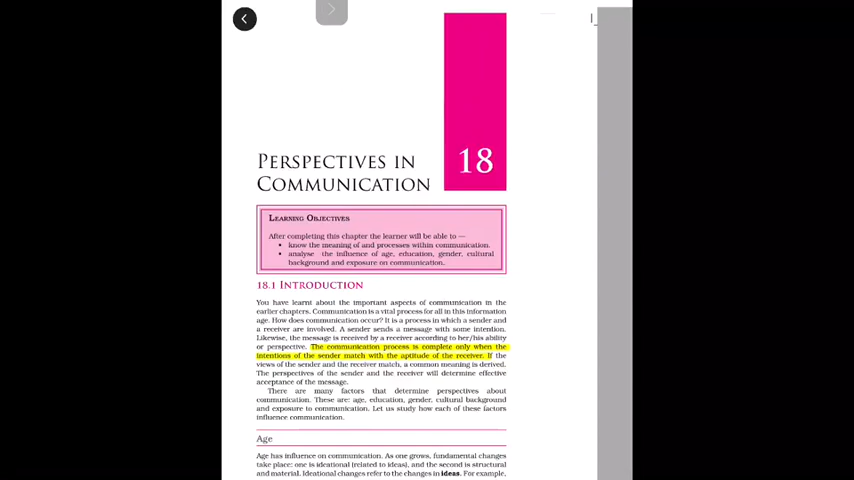 18
PERSPECTIVES IN
COMMUNICATION
LEARNING OBJECTIVES
After completing this chapter the learner will be able to —
• know the meaning of and processes within communication.
• analyse the influence of age, education, gender, cultural
background and exposure on communication.
18.1 INTRODUCTION
You have learnt about the important aspects of communication in the
earlier chapters. Communication is a vital process for all in this information
age. How does communication occur? It is a process in which a sender and
a receiver are involved. A sender sends a message with some intention.
Likewise, the message is received by a receiver according to her/his ability
or perspective. The communication process is complete only when the
intentions of the sender match with the aptitude of the receiver. If the
views of the sender and the receiver match, a common meaning is derived.
The perspectives of the sender and the receiver will determine effective
acceptance of the message.
There are many factors that determine perspectives about
communication. These are: age, education, gender, cultural background
and exposure to communication. Let us study how each of these factors
influence communication.
Age
Age has influence on communication. As one grows, fundamental changes
take place: one is ideational (related to ideas), and the second is structural
and material. Ideational changes refer to the changes in ideas. For example,